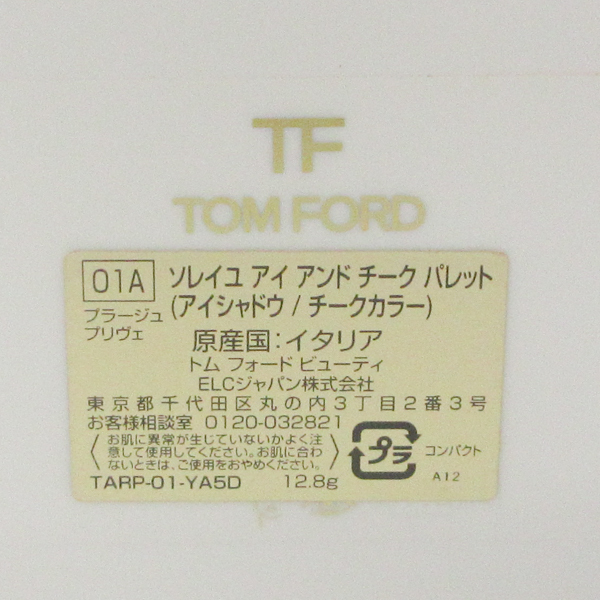 TF
TOM FORD
01A ソレイユ アイ アンド チーク パレット
プラージュ プリヴェ (アイシャドウ / チークカラー)
原産国:イタリア
トム フォード ビューティ
ELCジャパン株式会社
東京都千代田区丸の内3丁目2番3号
お客様相談室 0120-032821
お肌に異常が生じていないかよく注
意して使用してください。お肌に合わ
ないときは、ご使用をおやめください。
プラ コンパクト
TARP-01-YA5D 12.8g A12